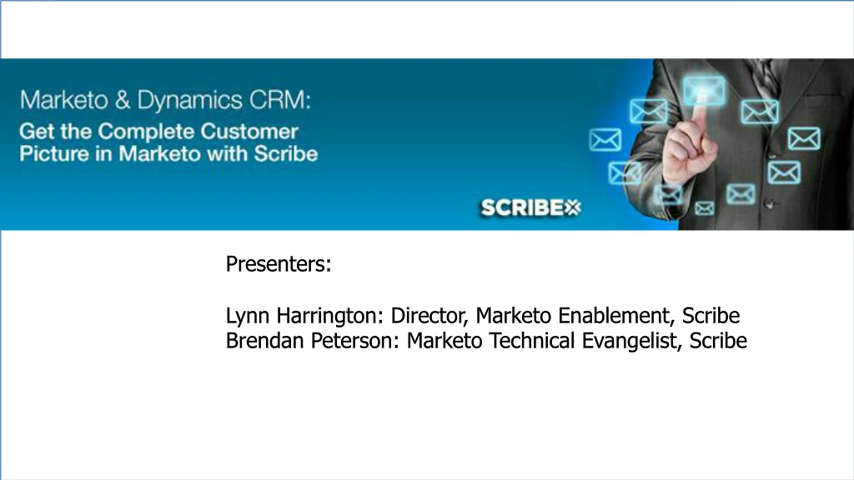 Marketo & Dynamics CRM:
Get the Complete Customer
Picture in Marketo with Scribe
SCRIBE
Presenters:
Lynn Harrington: Director, Marketo Enablement, Scribe
Brendan Peterson: Marketo Technical Evangelist, Scribe